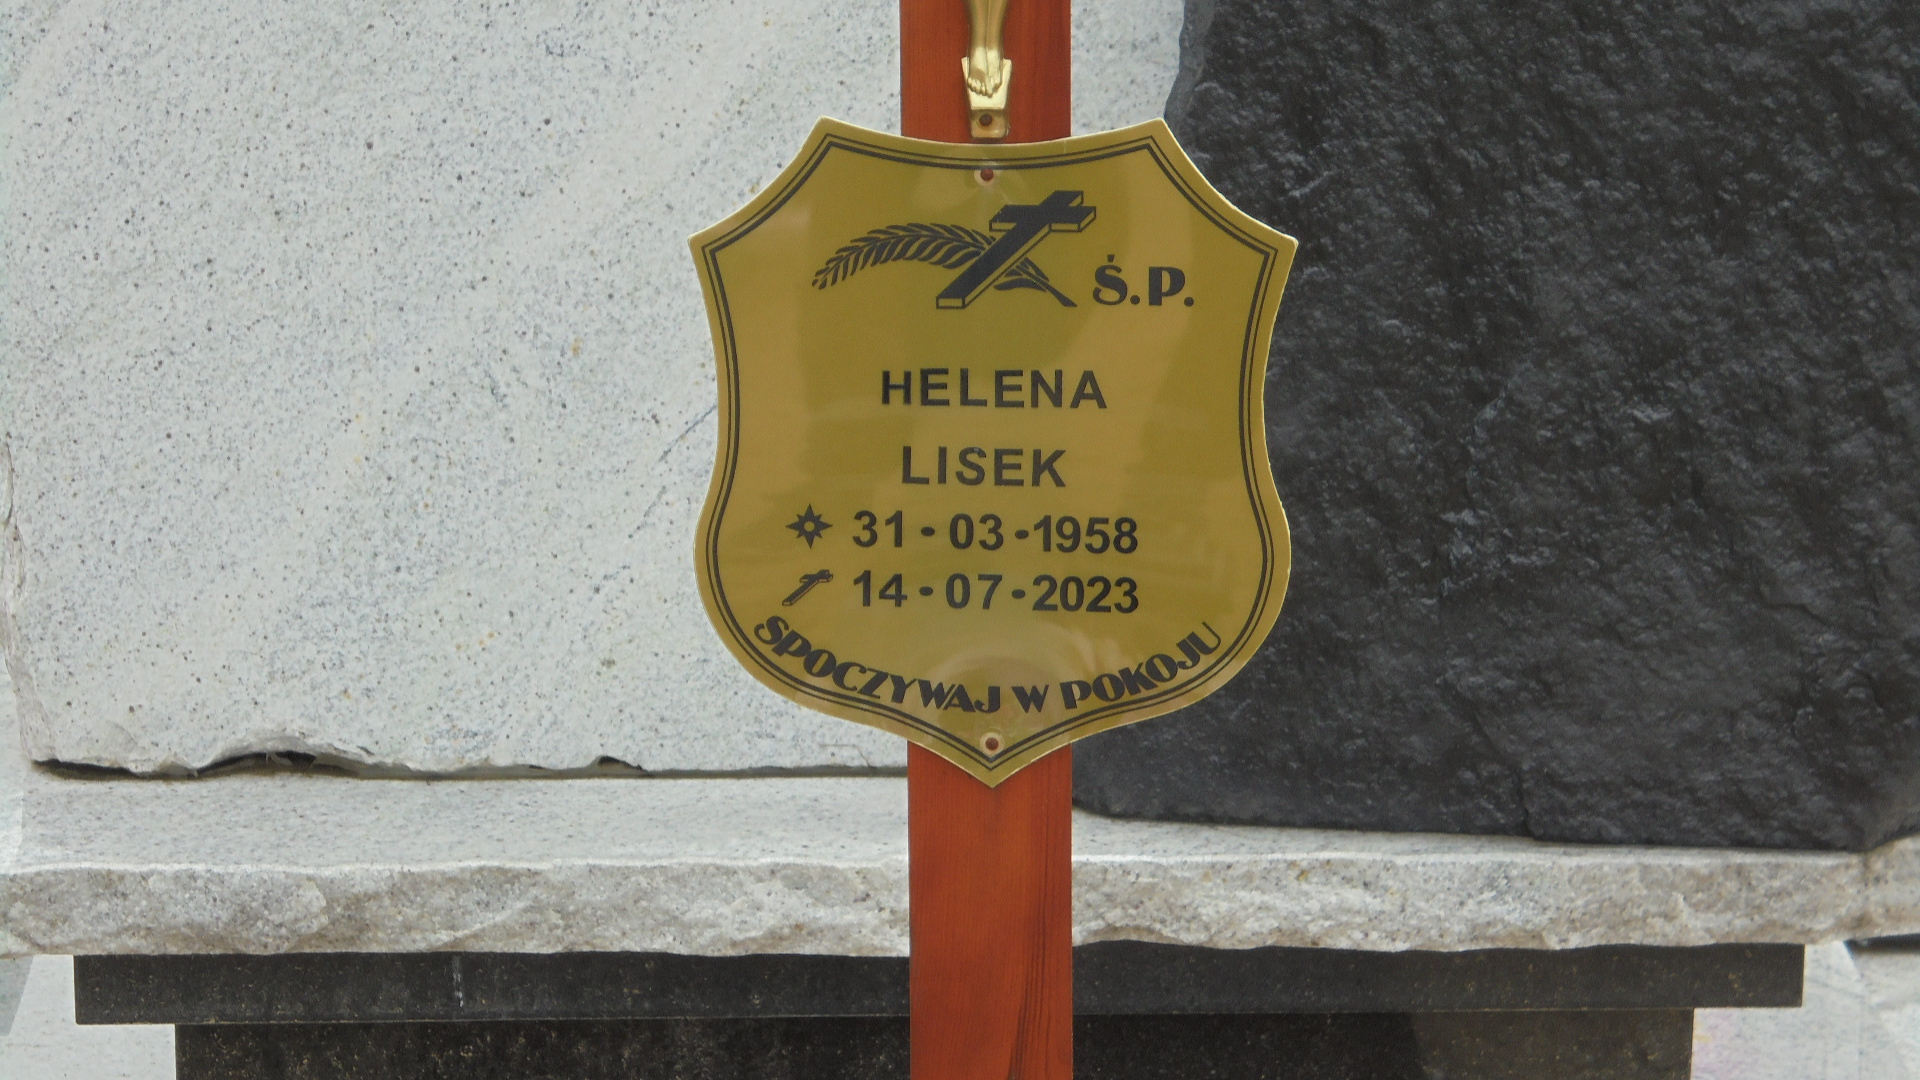 Ś.P.
HELENA
LISEK
31·03·1958
14·07·2023
SPOCZYWAJ W POKOJU